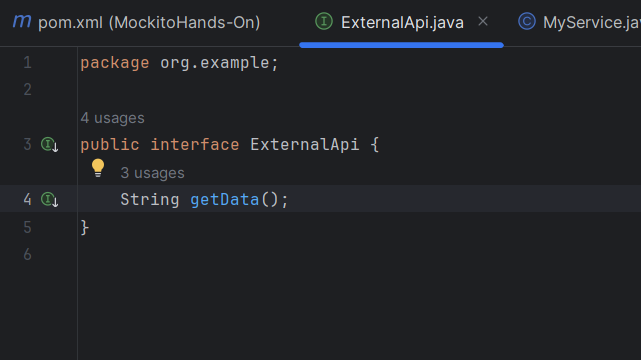 m pom.xml (MockitoHands-On) I ExternalApi.java × C MyService.jav
1 package org.example;
2
4 usages
3 public interface ExternalApi {
3 usages
4 String getData();
5 }
6